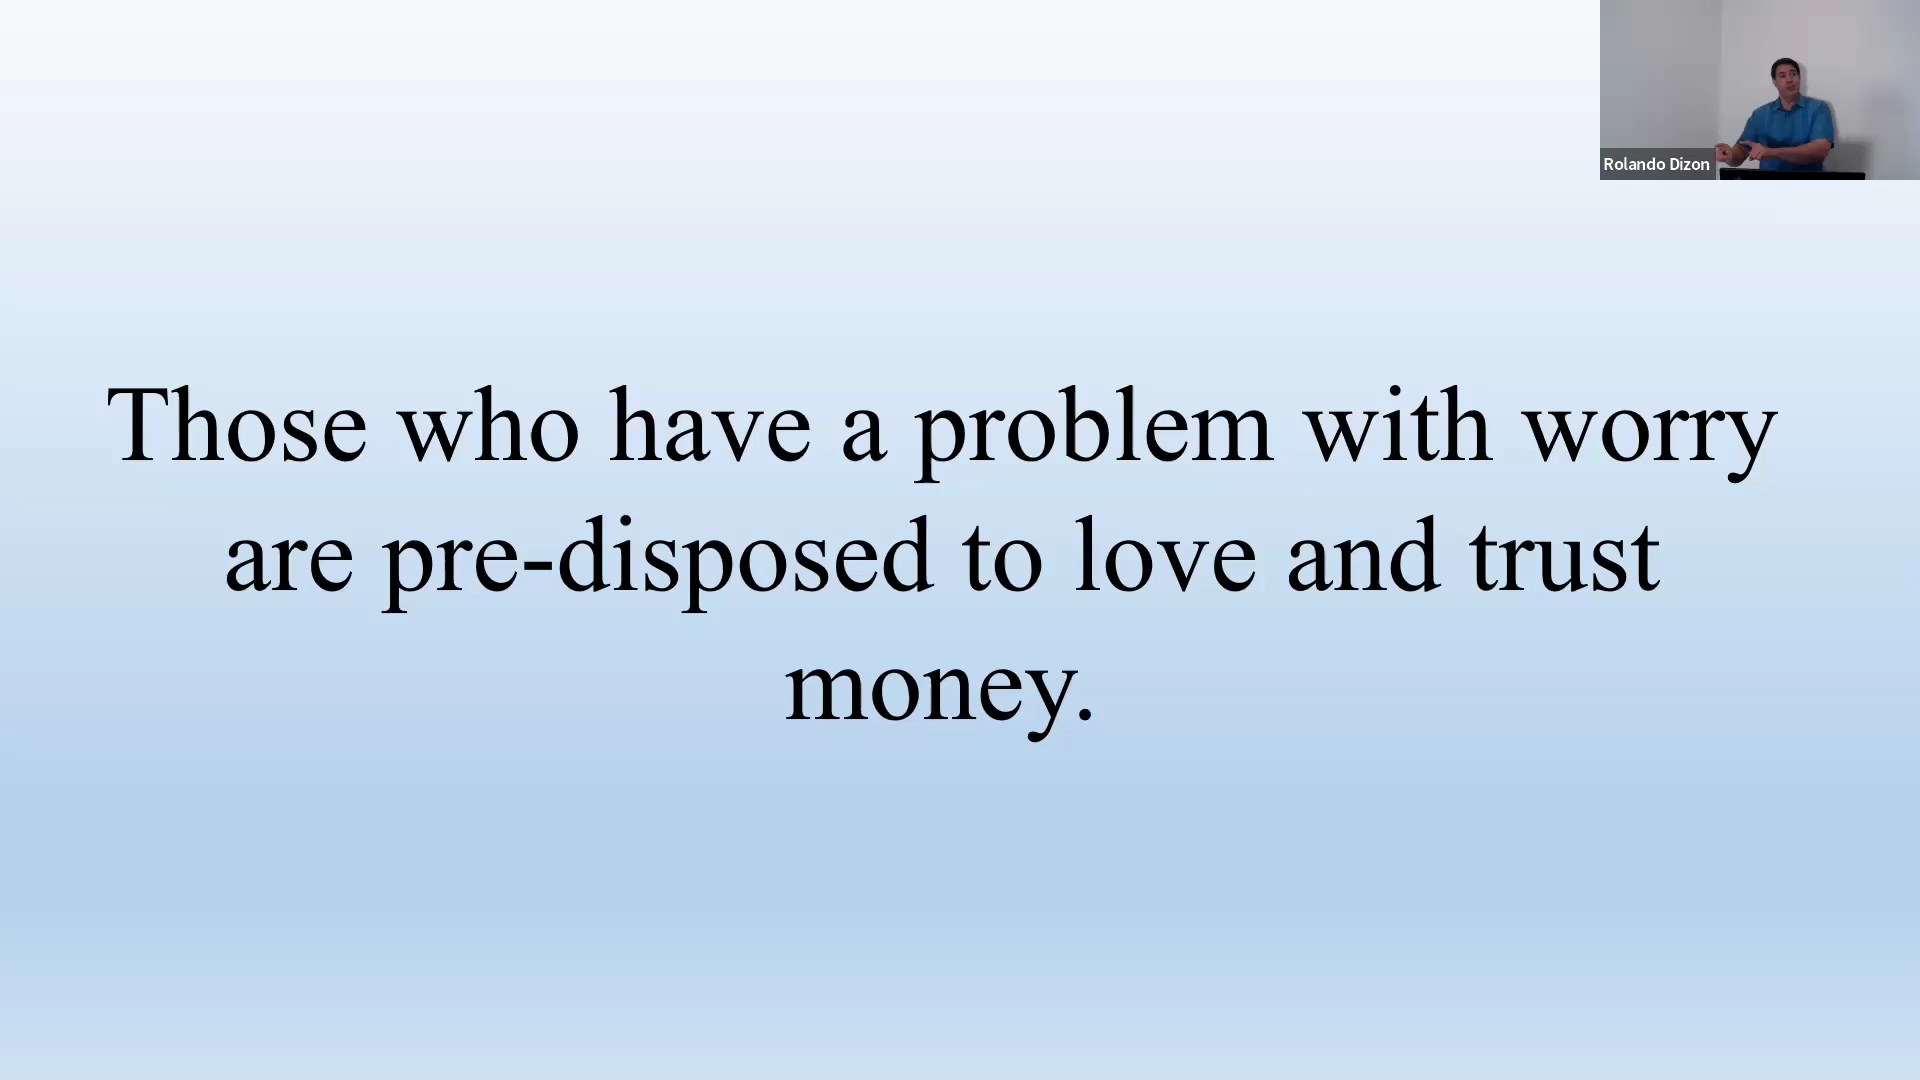 Rolando Dizon
Those who have a problem with worry
are pre-disposed to love and trust
money.